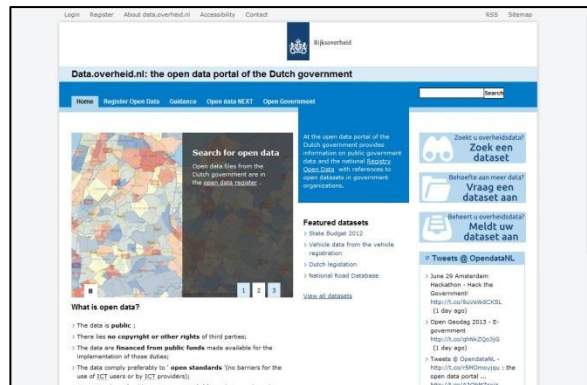 Login Register About data.overheid.nl Accessibility Contact RSS Sitemap
Rijksoverheid
Data.overheid.nl: the open data portal of the Dutch government
Home Register Open Data Guidance Open data NEXT Open Government
Search
Search for open data
Open data files from the
Dutch government are in
the open data register .
II 1 2 3
What is open data?
> The data is public ;
> There lies no copyright or other rights of third parties;
> The data are financed from public funds made available for the
implementation of those duties;
> The data comply preferably to ' open standards '(no barriers for the
use of ICT users or by ICT providers);
At the open data portal of the
Dutch government provides
information on public government
data and the national Registry
Open Data with references to
open datasets in government
organizations.
Featured datasets
> State Budget 2012
> Vehicle data from the vehicle
registration
> Dutch legislation
> National Road Database
View all datasets
Zoekt u overheidsdata?
Zoek een
dataset
Behoefte aan meer data?
Vraag een
dataset aan
Beheert u overheidsdata?
Meldt uw
dataset aan
Tweets @ OpendataNL
> June 29 Amsterdam
Hackathon - Hack the
Government!
(1 day ago)
> Open Geodag 2013 - E-
government
(2 day ago)
> Tweets @ OpendataNL -
: the
open data portal ...